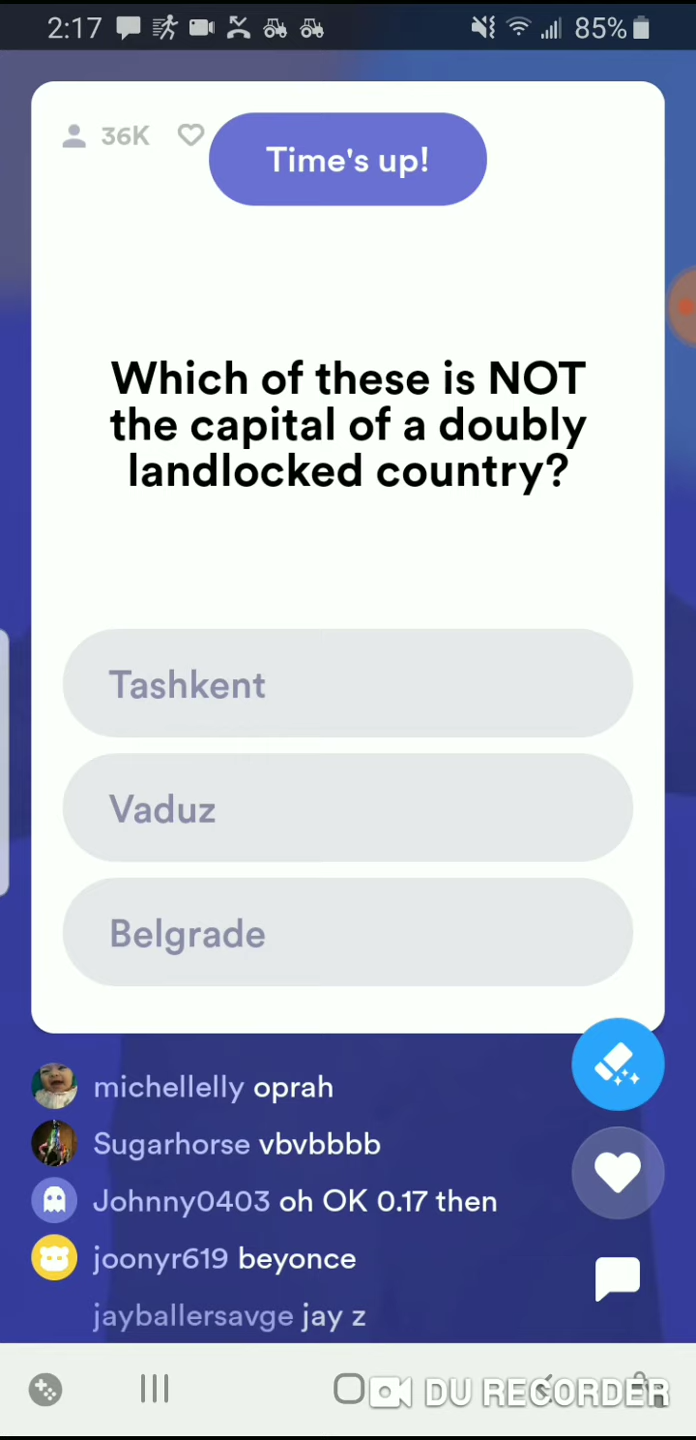 2:17
85%
36K
Time's up!
Which of these is NOT
the capital of a doubly
landlocked country?
Tashkent
Vaduz
Belgrade
michellelly oprah
Sugarhorse vbvbbbb
Johnny0403 oh OK 0.17 then
joonyr619 beyonce
jayballersavge jay z
DU RECORDER